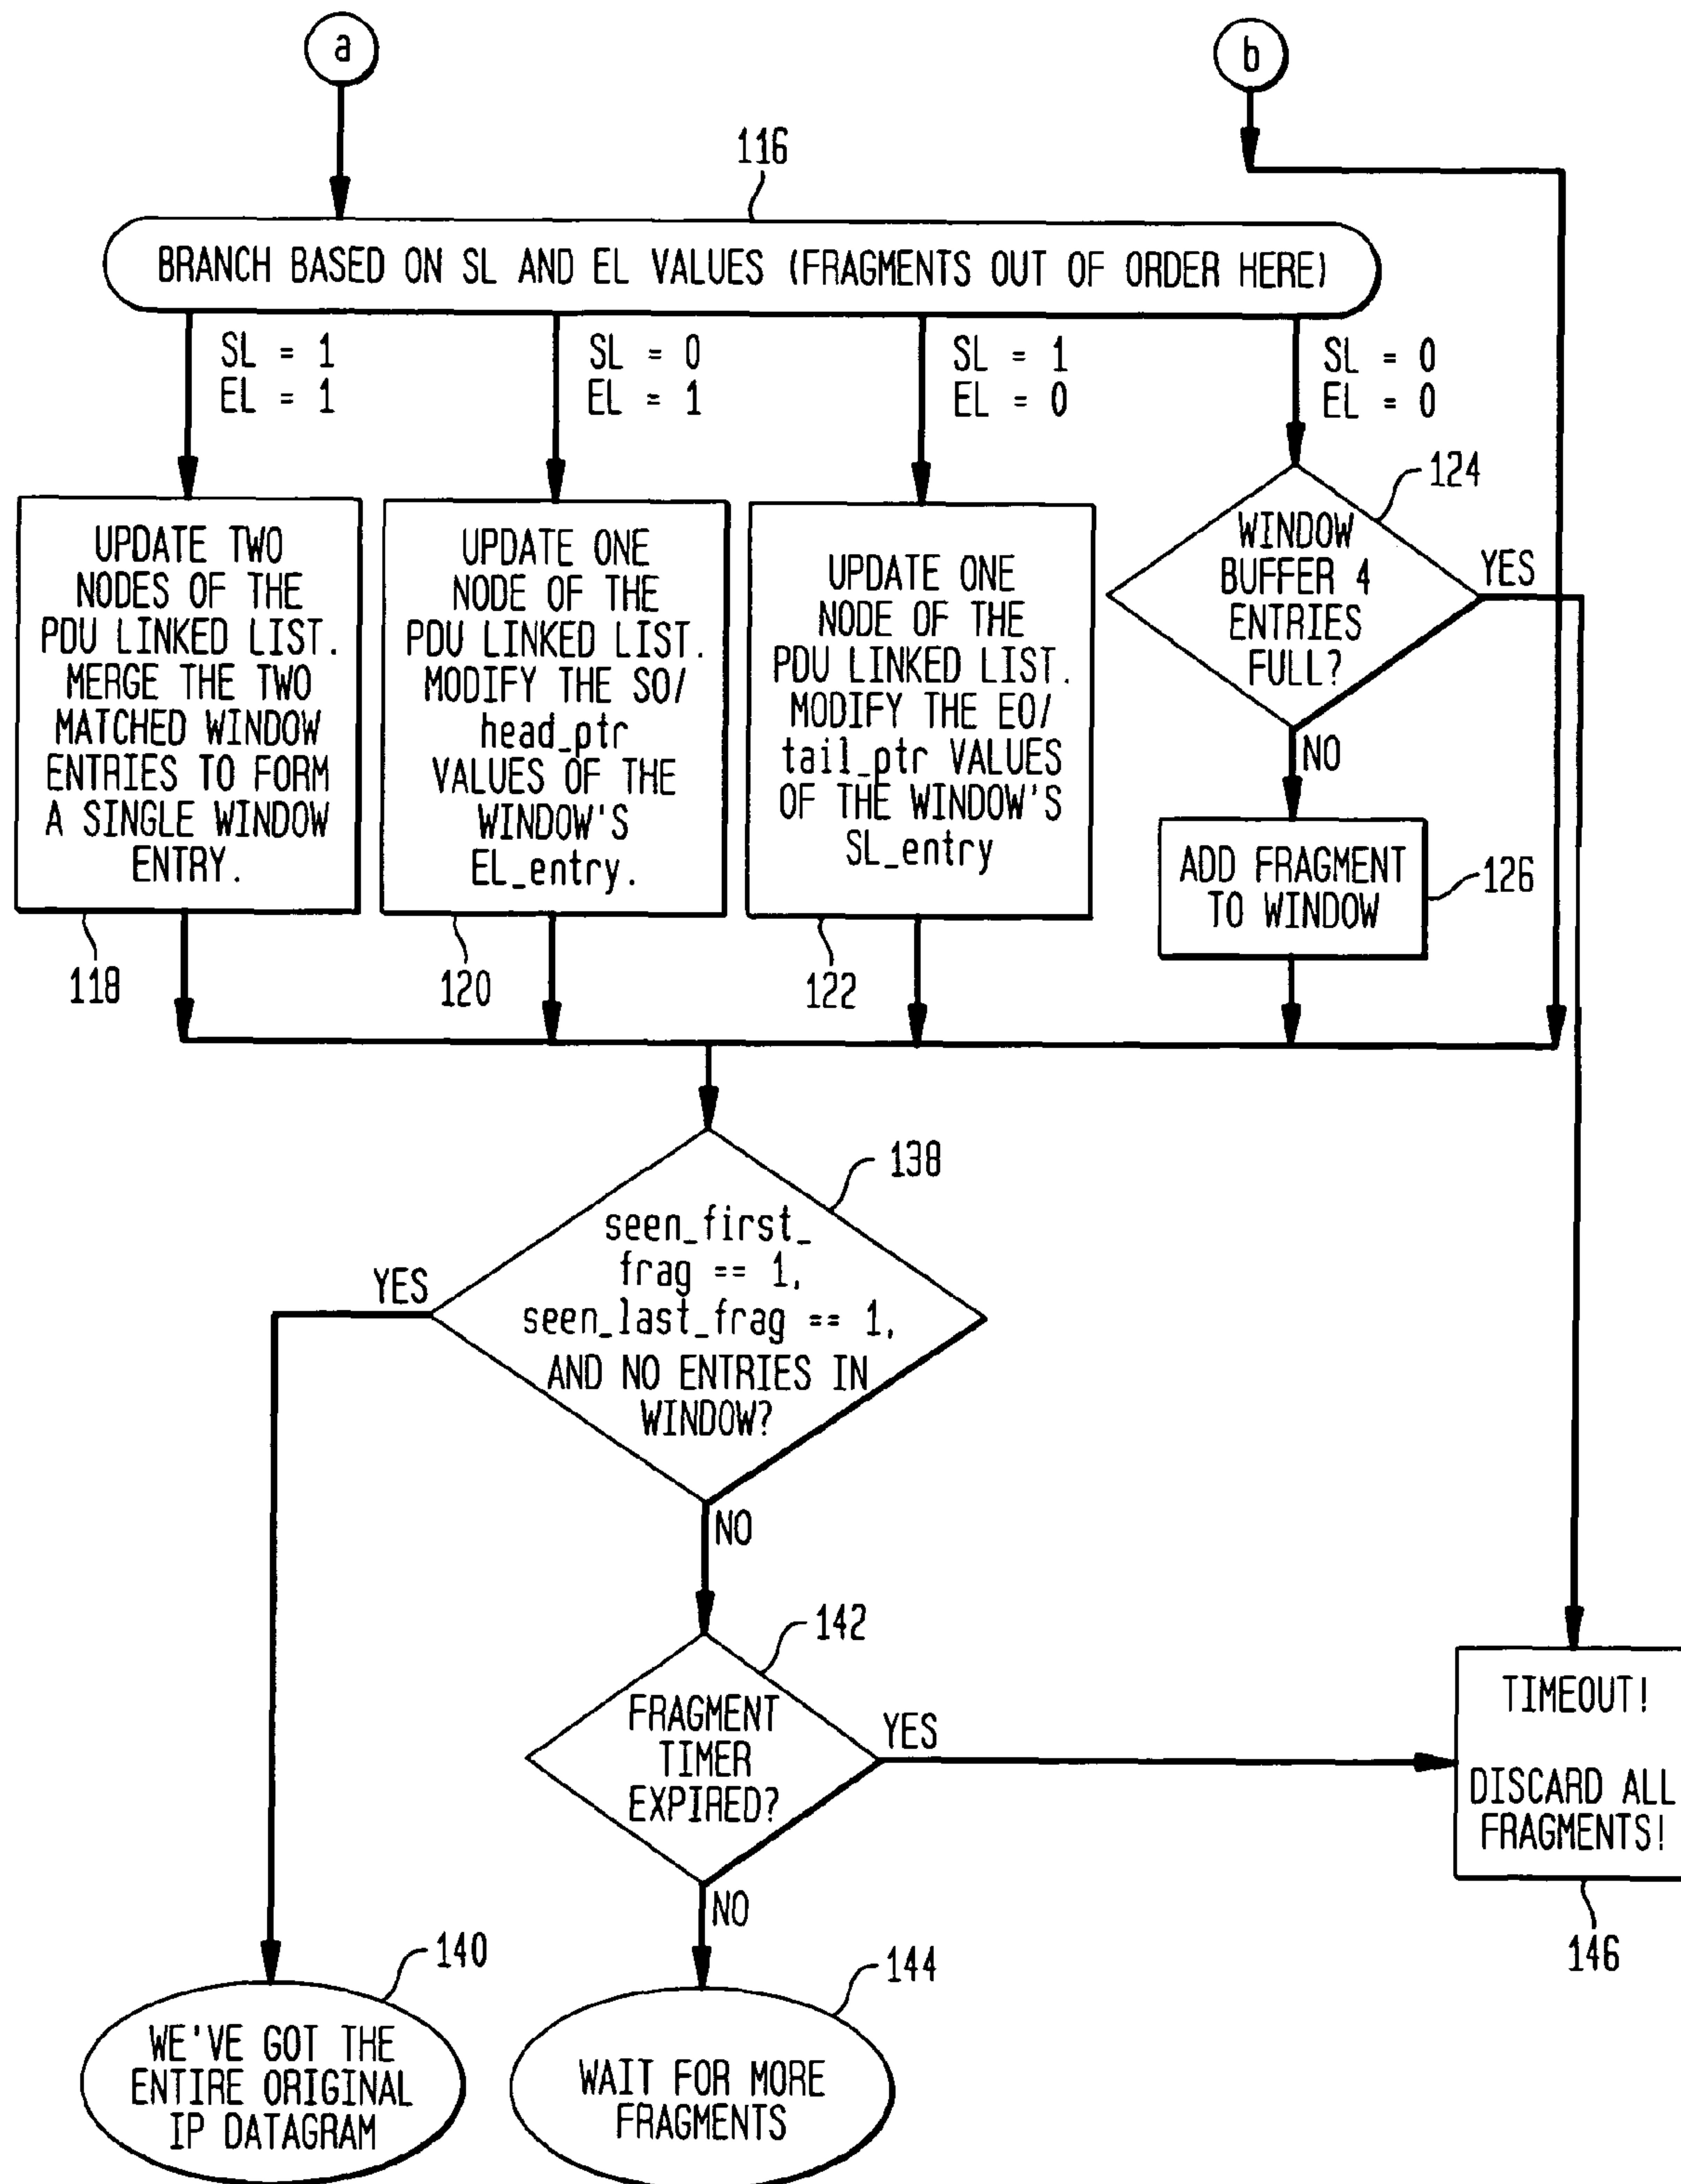 a
b
116
BRANCH BASED ON SL AND EL VALUES (FRAGMENTS OUT OF ORDER HERE)
SL = 1
EL = 1
SL = 0
EL = 1
SL = 1
EL = 0
SL = 0
EL = 0
UPDATE TWO
NODES OF THE
PDU LINKED LIST.
MERGE THE TWO
MATCHED WINDOW
ENTRIES TO FORM
A SINGLE WINDOW
ENTRY.
118
UPDATE ONE
NODE OF THE
PDU LINKED LIST.
MODIFY THE SO/
head_ptr
VALUES OF THE
WINDOW'S
EL_entry.
120
UPDATE ONE
NODE OF THE
PDU LINKED LIST.
MODIFY THE EO/
tail_ptr VALUES
OF THE WINDOW'S
SL_entry
122
124
WINDOW
BUFFER 4
ENTRIES
FULL?
YES
NO
ADD FRAGMENT
TO WINDOW
126
138
seen_first_
frag == 1,
seen_last_frag == 1,
AND NO ENTRIES IN
WINDOW?
YES
NO
142
FRAGMENT
TIMER
EXPIRED?
YES
NO
TIMEOUT!
DISCARD ALL
FRAGMENTS!
146
140
WE'VE GOT THE
ENTIRE ORIGINAL
IP DATAGRAM
144
WAIT FOR MORE
FRAGMENTS